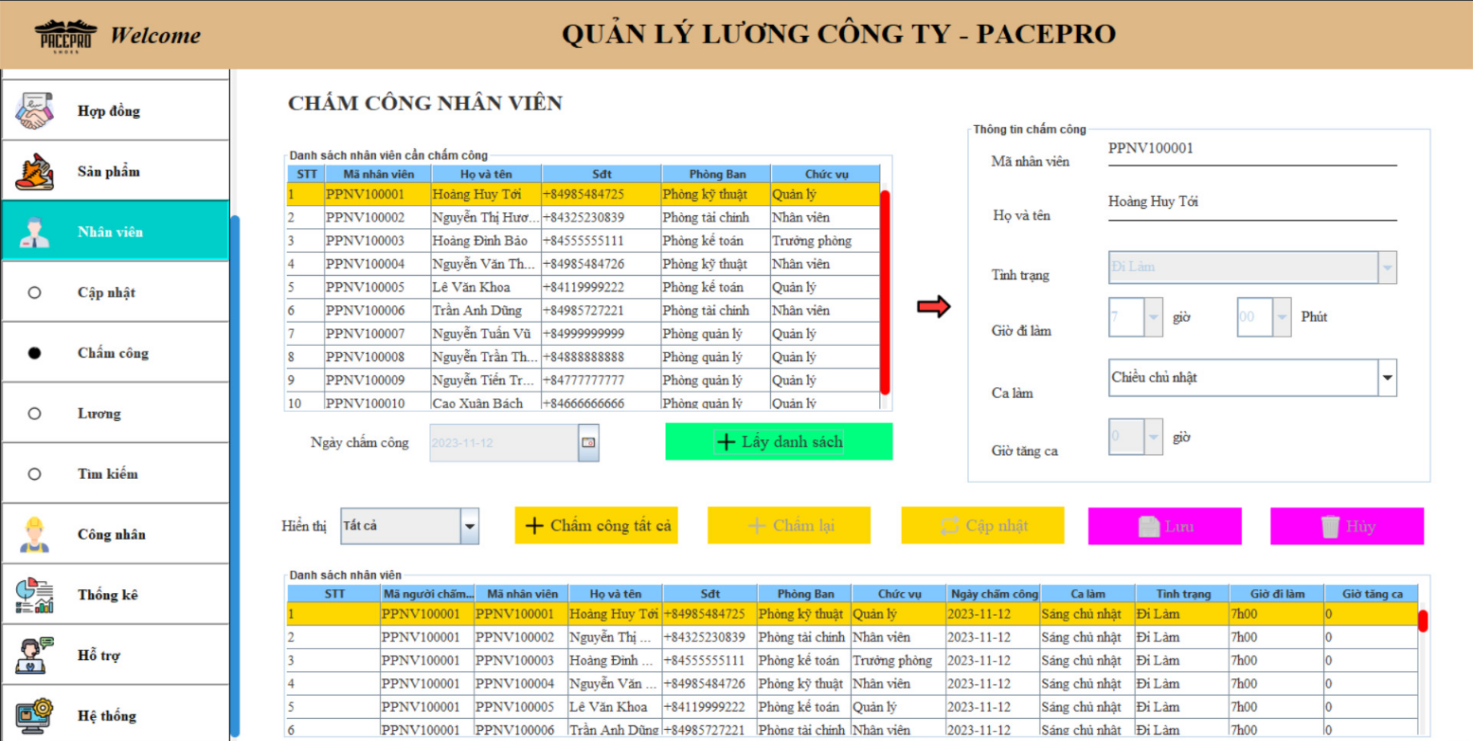 PACEPRO
SHOES
Welcome
QUẢN LÝ LƯƠNG CÔNG TY - PACEPRO
Hợp đồng
Sản phẩm
Nhân viên
Cập nhật
Chấm công
Lương
Tìm kiếm
Công nhân
Thống kê
Hỗ trợ
Hệ thống
CHẤM CÔNG NHÂN VIÊN
Danh sách nhân viên cần chấm công
STT Mã nhân viên Họ và tên Sđt Phòng Ban Chức vụ
1 PPNV100001 Hoàng Huy Tới +84985484725 Phòng kỹ thuật Quản lý
2 PPNV100002 Nguyễn Thị Hươ... +84325230839 Phòng tài chính Nhân viên
3 PPNV100003 Hoàng Đình Bảo +84555555111 Phòng kế toán Trưởng phòng
4 PPNV100004 Nguyễn Văn Th... +84985484726 Phòng kỹ thuật Nhân viên
5 PPNV100005 Lê Văn Khoa +84119999222 Phòng kế toán Quản lý
6 PPNV100006 Trần Anh Dũng +84985727221 Phòng tài chính Nhân viên
7 PPNV100007 Nguyễn Tuấn Vũ +84999999999 Phòng quản lý Quản lý
8 PPNV100008 Nguyễn Trần Th... +84888888888 Phòng quản lý Quản lý
9 PPNV100009 Nguyễn Tiến Tr... +84777777777 Phòng quản lý Quản lý
10 PPNV100010 Cao Xuân Bách +84666666666 Phòng quản lý Quản lý
Ngày chấm công 2023-11-12 Lấy danh sách
Thông tin chấm công
Mã nhân viên PPNV100001
Họ và tên Hoàng Huy Tới
Tình trạng Đi Làm
Giờ đi làm 7 giờ 00 Phút
Ca làm Chiều chủ nhật
Giờ tăng ca 0 giờ
Hiển thị Tất cả Chấm công tất cả Chấm lại Cập nhật Lưu Hủy
Danh sách nhân viên
STT Mã người chấm... Mã nhân viên Họ và tên Sđt Phòng Ban Chức vụ Ngày chấm công Ca làm Tình trạng Giờ đi làm Giờ tăng ca
1 PPNV100001 PPNV100001 Hoàng Huy Tới +84985484725 Phòng kỹ thuật Quản lý 2023-11-12 Sáng chủ nhật Đi Làm 7h00 0
2 PPNV100001 PPNV100002 Nguyễn Thị ... +84325230839 Phòng tài chính Nhân viên 2023-11-12 Sáng chủ nhật Đi Làm 7h00 0
3 PPNV100001 PPNV100003 Hoàng Đình ... +84555555111 Phòng kế toán Trưởng phòng 2023-11-12 Sáng chủ nhật Đi Làm 7h00 0
4 PPNV100001 PPNV100004 Nguyễn Văn ... +84985484726 Phòng kỹ thuật Nhân viên 2023-11-12 Sáng chủ nhật Đi Làm 7h00 0
5 PPNV100001 PPNV100005 Lê Văn Khoa +84119999222 Phòng kế toán Quản lý 2023-11-12 Sáng chủ nhật Đi Làm 7h00 0
6 PPNV100001 PPNV100006 Trần Anh Dũng +84985727221 Phòng tài chính Nhân viên 2023-11-12 Sáng chủ nhật Đi Làm 7h00 0